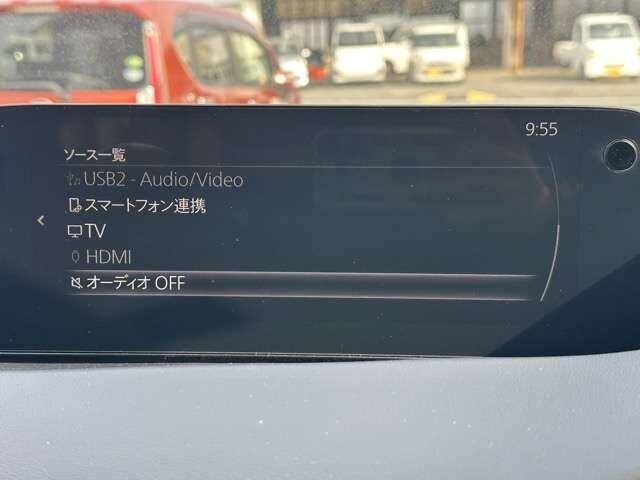 9:55
ソース一覧
USB2 - Audio/Video
スマートフォン連携
TV
HDMI
オーディオ OFF